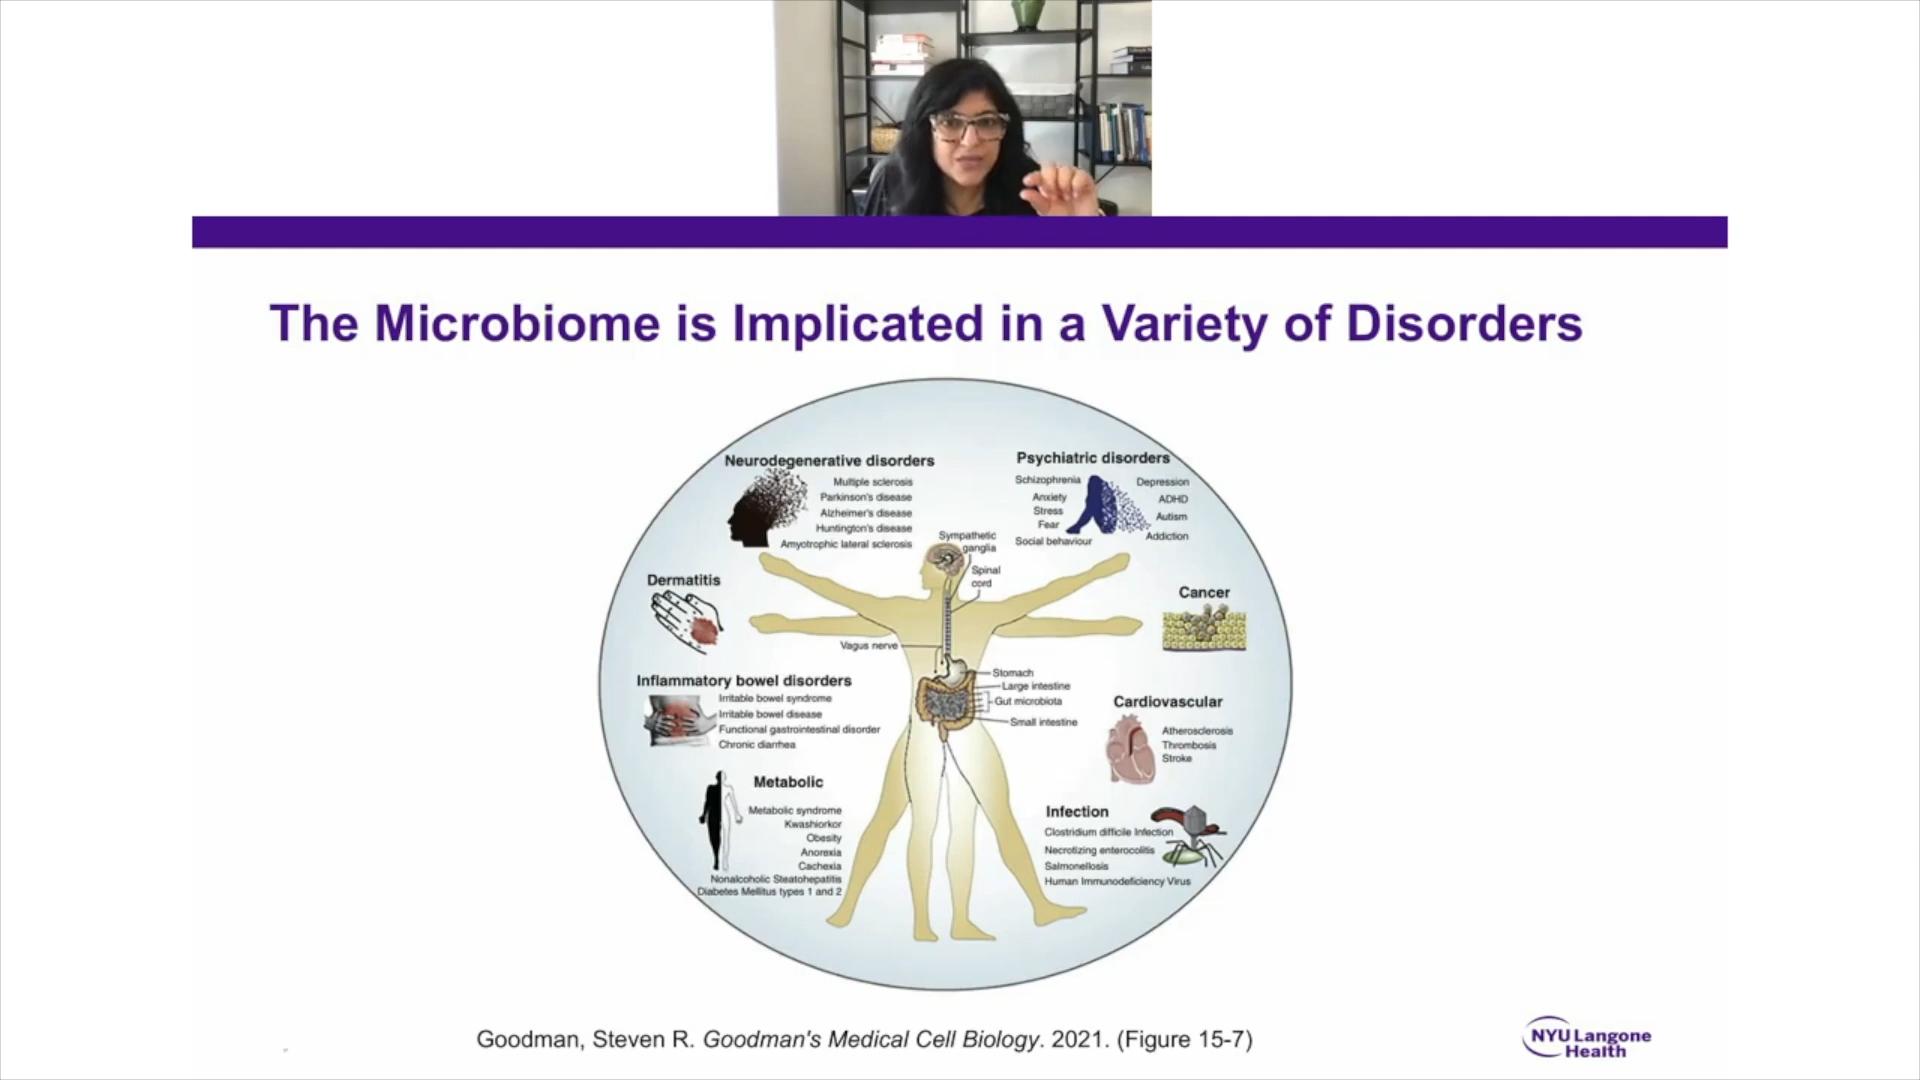 The Microbiome is Implicated in a Variety of Disorders
Neurodegenerative disorders
Multiple sclerosis
Parkinson's disease
Alzheimer's disease
Huntington's disease
Amyotrophic lateral sclerosis
Psychiatric disorders
Schizophrenia
Anxiety
Stress
Fear
Social behaviour
Depression
ADHD
Autism
Addiction
Sympathetic
ganglia
Spinal
cord
Dermatitis
Cancer
Vagus nerve
Stomach
Large intestine
Gut microbiota
Small intestine
Inflammatory bowel disorders
Irritable bowel syndrome
Irritable bowel disease
Functional gastrointestinal disorder
Chronic diarrhea
Cardiovascular
Atherosclerosis
Thrombosis
Stroke
Metabolic
Metabolic syndrome
Kwashiorkor
Obesity
Anorexia
Cachexia
Nonalcoholic Steatohepatitis
Diabetes Mellitus types 1 and 2
Infection
Clostridium difficile Infection
Necrotizing enterocolitis
Salmonellosis
Human Immunodeficiency Virus
Goodman, Steven R. Goodman's Medical Cell Biology. 2021. (Figure 15-7)
NYU Langone
Health